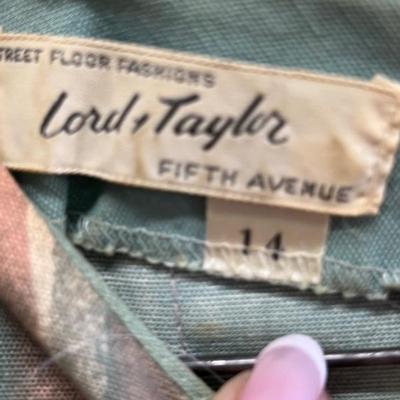 STREET FLOOR FASHIONS
Lord & Taylor
FIFTH AVENUE
14